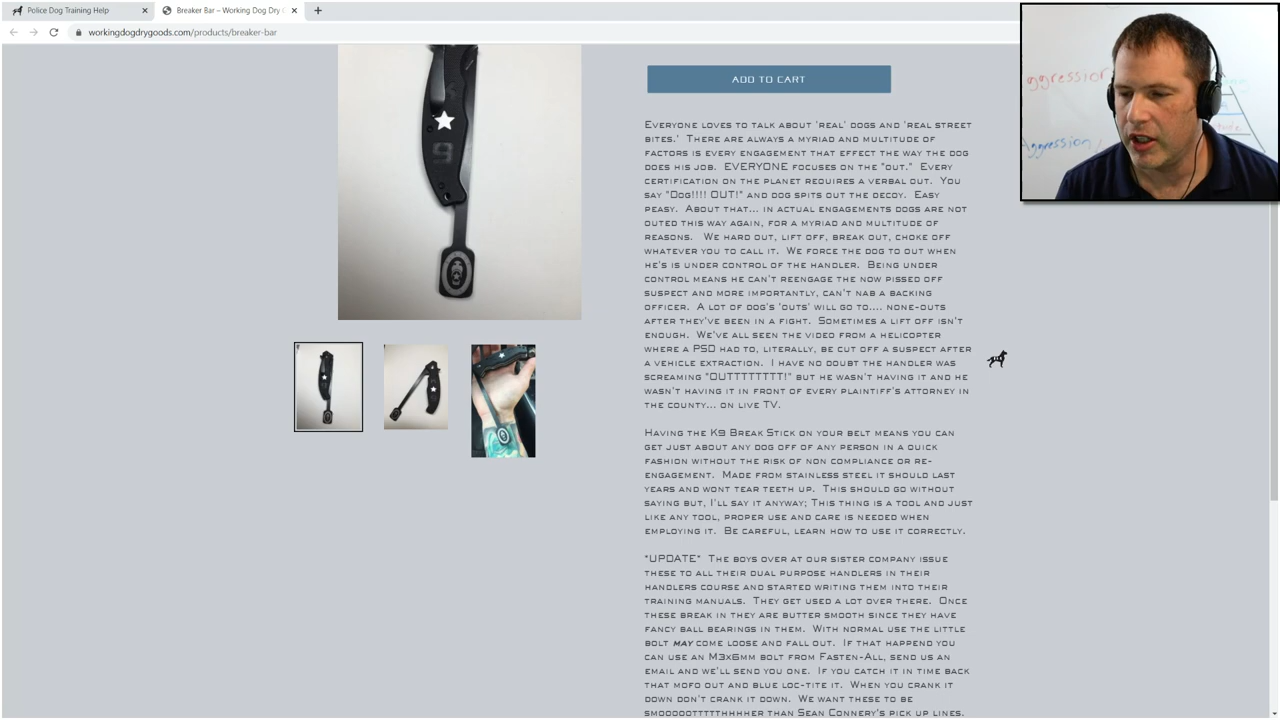 Police Dog Training Help
Breaker Bar – Working Dog Dry G
workingdogdrygoods.com/products/breaker-bar
9
ADD TO CART
Everyone loves to talk about 'real' dogs and 'real street
bites.' There are always a myriad and multitude of
factors is every engagement that effect the way the dog
does his job. EVERYONE focuses on the "out." Every
certification on the planet requires a verbal out. You
say "Dog!!!! OUT!" and dog spits out the decoy. Easy
peasy. About that... in actual engagements dogs are not
outed this way again, for a myriad and multitude of
reasons. We hard out, lift off, break out, choke off
whatever you to call it. We force the dog to out when
he's is under control of the handler. Being under
control means he can't reengage the now pissed off
suspect and more importantly, can't nab a backing
officer. A lot of dog's 'outs' will go to.... none-outs
after they've been in a fight. Sometimes a lift off isn't
enough. We've all seen the video from a helicopter
where a PSD had to, literally, be cut off a suspect after
a vehicle extraction. I have no doubt the handler was
screaming "OUTTTTTTTT!" but he wasn't having it and he
wasn't having it in front of every plaintiff's attorney in
the county... on live TV.
Having the K9 Break Stick on your belt means you can
get just about any dog off of any person in a quick
fashion without the risk of non compliance or re-
engagement. Made from stainless steel it should last
years and wont tear teeth up. This should go without
saying but, I'll say it anyway; This thing is a tool and just
like any tool, proper use and care is needed when
employing it. Be careful, learn how to use it correctly.
*UPDATE* The boys over at our sister company issue
these to all their dual purpose handlers in their
handlers course and started writing them into their
training manuals. They get used a lot over there. Once
these break in they are butter smooth since they have
fancy ball bearings in them. With normal use the little
bolt may come loose and fall out. If that happend you
can use an M3x6mm bolt from Fasten-All, send us an
email and we'll send you one. If you catch it in time back
that mofo out and blue loc-tite it. When you crank it
down don't crank it down. We want these to be
smooooottttthhhher than Sean Connery's pick up lines.
Aggression
Aggression